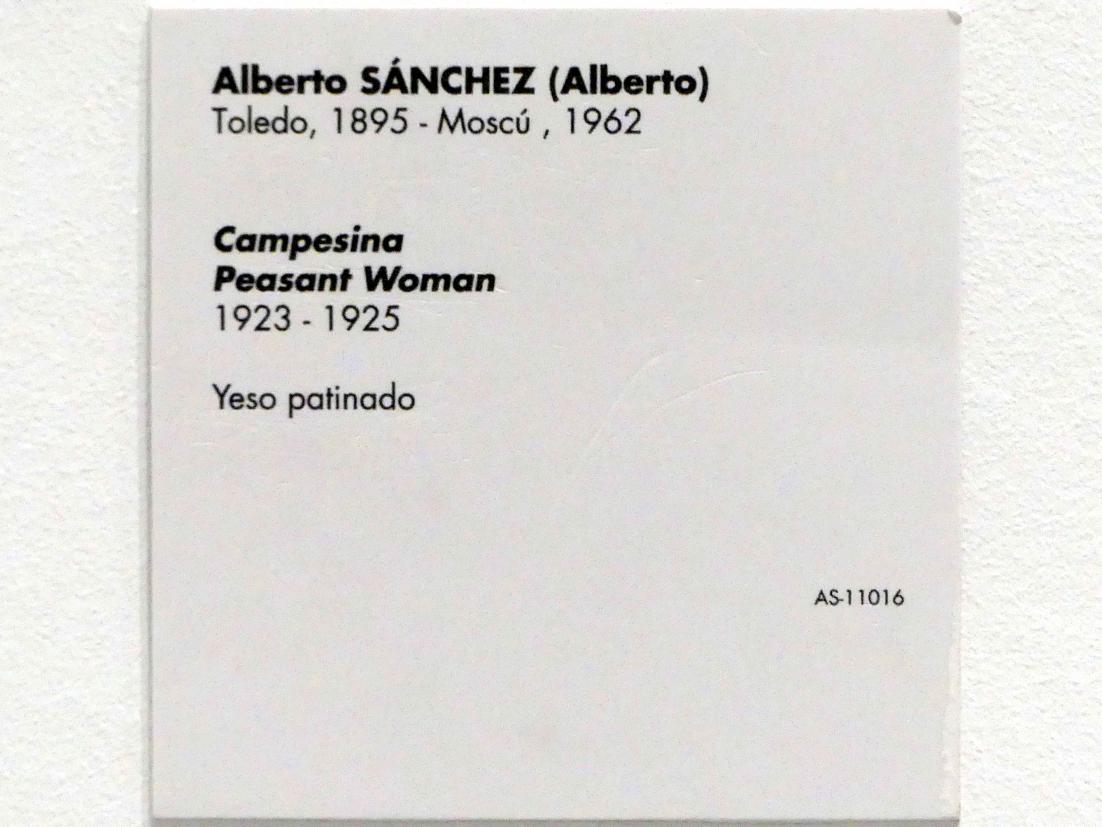 Alberto SÁNCHEZ (Alberto)
Toledo, 1895 - Moscú , 1962
Campesina
Peasant Woman
1923 - 1925
Yeso patinado
AS-11016